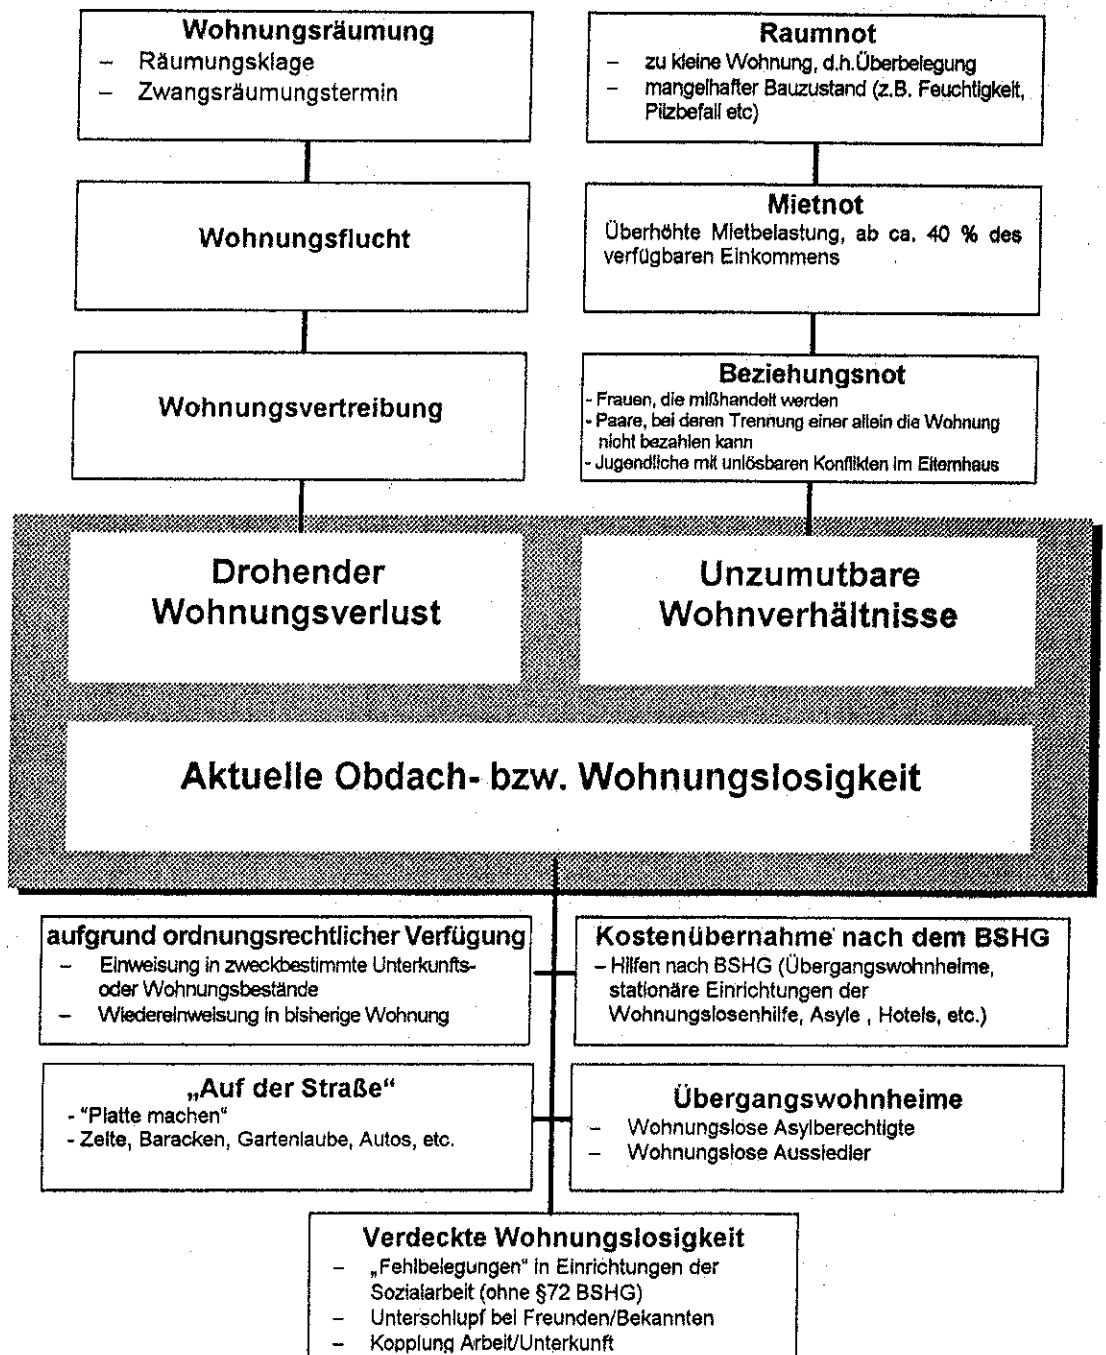 Wohnungsräumung
– Räumungsklage
– Zwangsräumungstermin
Wohnungsflucht
Wohnungsvertreibung
Raumnot
– zu kleine Wohnung, d.h.Überbelegung
– mangelhafter Bauzustand (z.B. Feuchtigkeit,
Pilzbefall etc)
Mietnot
Überhöhte Mietbelastung, ab ca. 40 % des
verfügbaren Einkommens
Beziehungsnot
- Frauen, die mißhandelt werden
- Paare, bei deren Trennung einer allein die Wohnung
nicht bezahlen kann
- Jugendliche mit unlösbaren Konflikten im Elternhaus
Drohender
Wohnungsverlust
Unzumutbare
Wohnverhältnisse
Aktuelle Obdach- bzw. Wohnungslosigkeit
aufgrund ordnungsrechtlicher Verfügung
– Einweisung in zweckbestimmte Unterkunfts-
oder Wohnungsbestände
– Wiedereinweisung in bisherige Wohnung
Kostenübernahme nach dem BSHG
– Hilfen nach BSHG (Übergangswohnheime,
stationäre Einrichtungen der
Wohnungslosenhilfe, Asyle , Hotels, etc.)
„Auf der Straße“
- "Platte machen“
- Zelte, Baracken, Gartenlaube, Autos, etc.
Übergangswohnheime
– Wohnungslose Asylberechtigte
– Wohnungslose Aussiedler
Verdeckte Wohnungslosigkeit
– „Fehlbelegungen“ in Einrichtungen der
Sozialarbeit (ohne §72 BSHG)
– Unterschlupf bei Freunden/Bekannten
– Kopplung Arbeit/Unterkunft